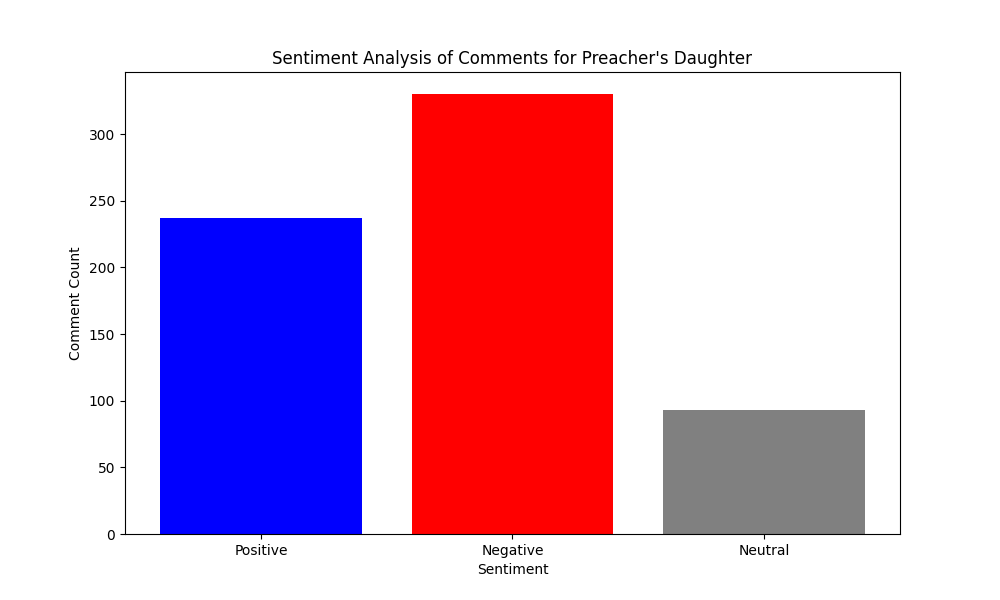 Sentiment Analysis of Comments for Preacher's Daughter
Comment Count
300
250
200
150
100
50
0
Positive Negative Neutral
Sentiment